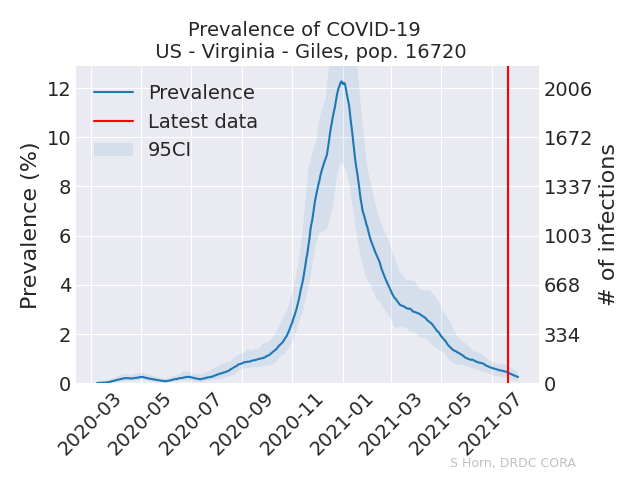 Prevalence of COVID-19
US - Virginia - Giles, pop. 16720
Prevalence
Latest data
95CI
Prevalence (%)
12
10
8
6
4
2
0
2006
1672
1337
1003
668
334
0
# of infections
2020-03
2020-05
2020-07
2020-09
2020-11
2021-01
2021-03
2021-05
2021-07
S Horn, DRDC CORA